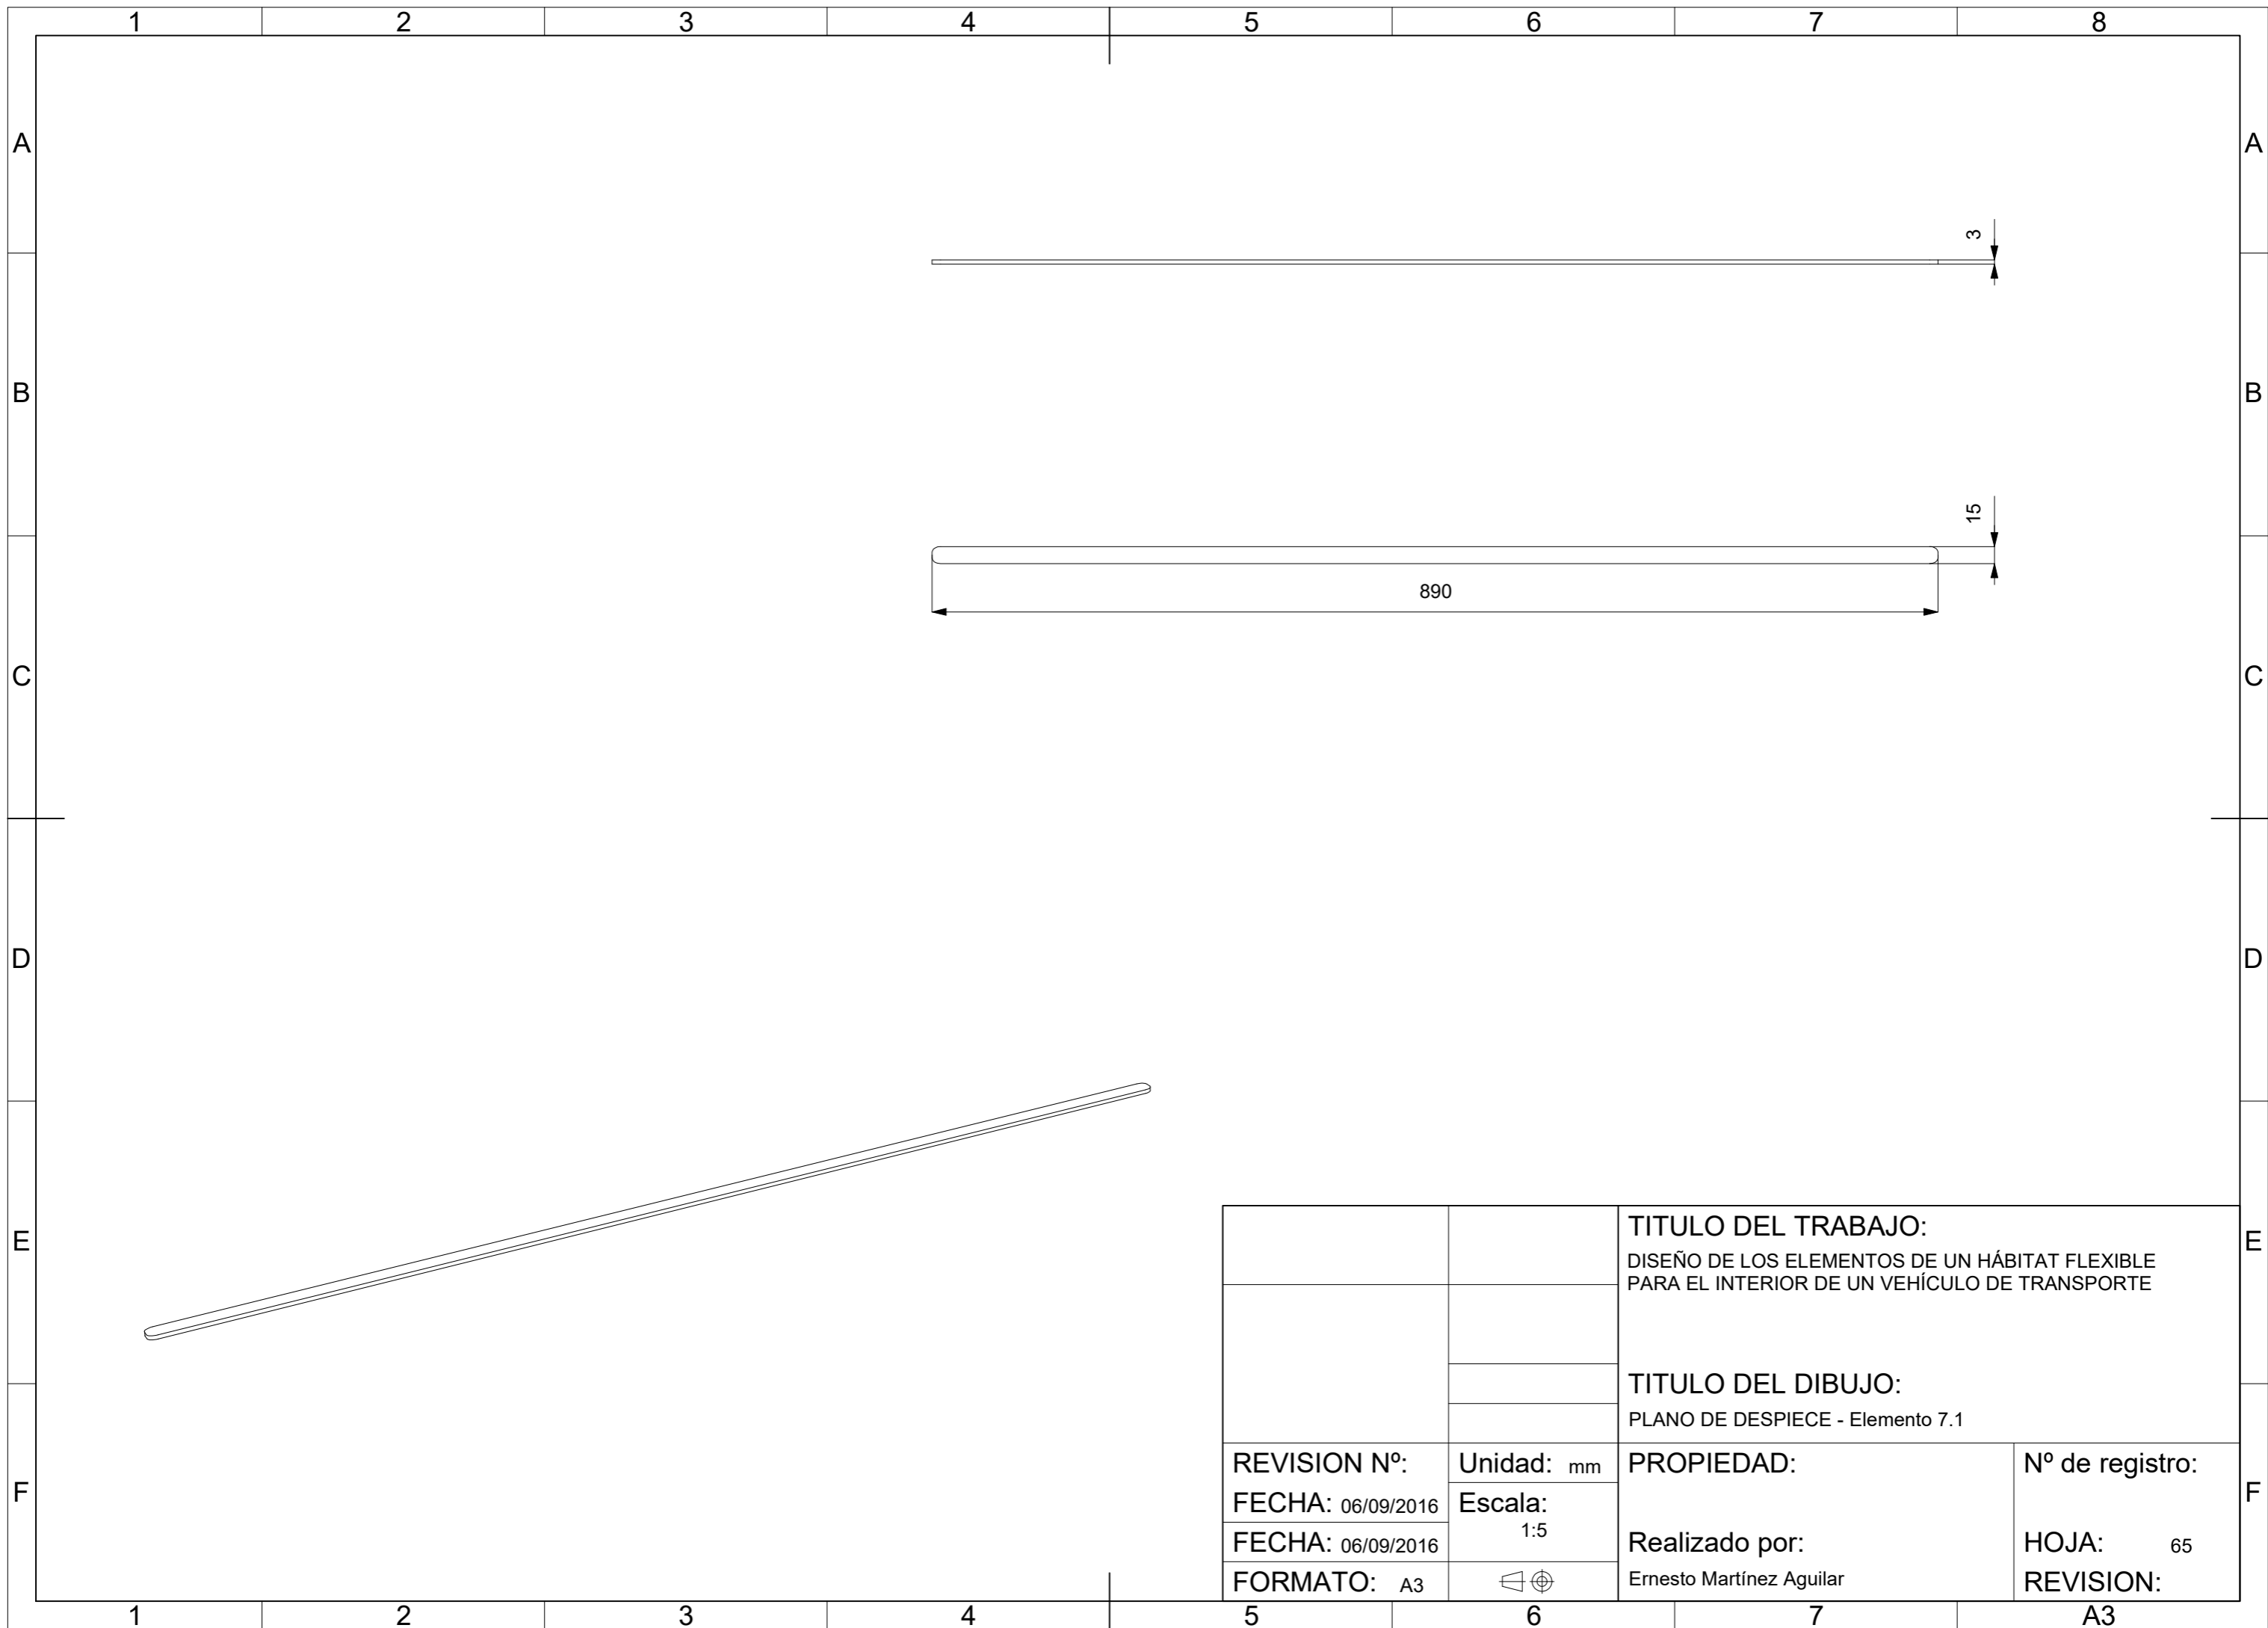 1 2 3 4 5 6 7 8
A A
3
B B
15
890
C C
D D
E E
TITULO DEL TRABAJO:
DISEÑO DE LOS ELEMENTOS DE UN HÁBITAT FLEXIBLE
PARA EL INTERIOR DE UN VEHÍCULO DE TRANSPORTE
TITULO DEL DIBUJO:
PLANO DE DESPIECE - Elemento 7.1
REVISION Nº: Unidad: mm PROPIEDAD: Nº de registro:
F F
FECHA: 06/09/2016 Escala:
1:5
FECHA: 06/09/2016 Realizado por: HOJA: 65
FORMATO: A3 Ernesto Martínez Aguilar REVISION:
1 2 3 4 5 6 7 A3